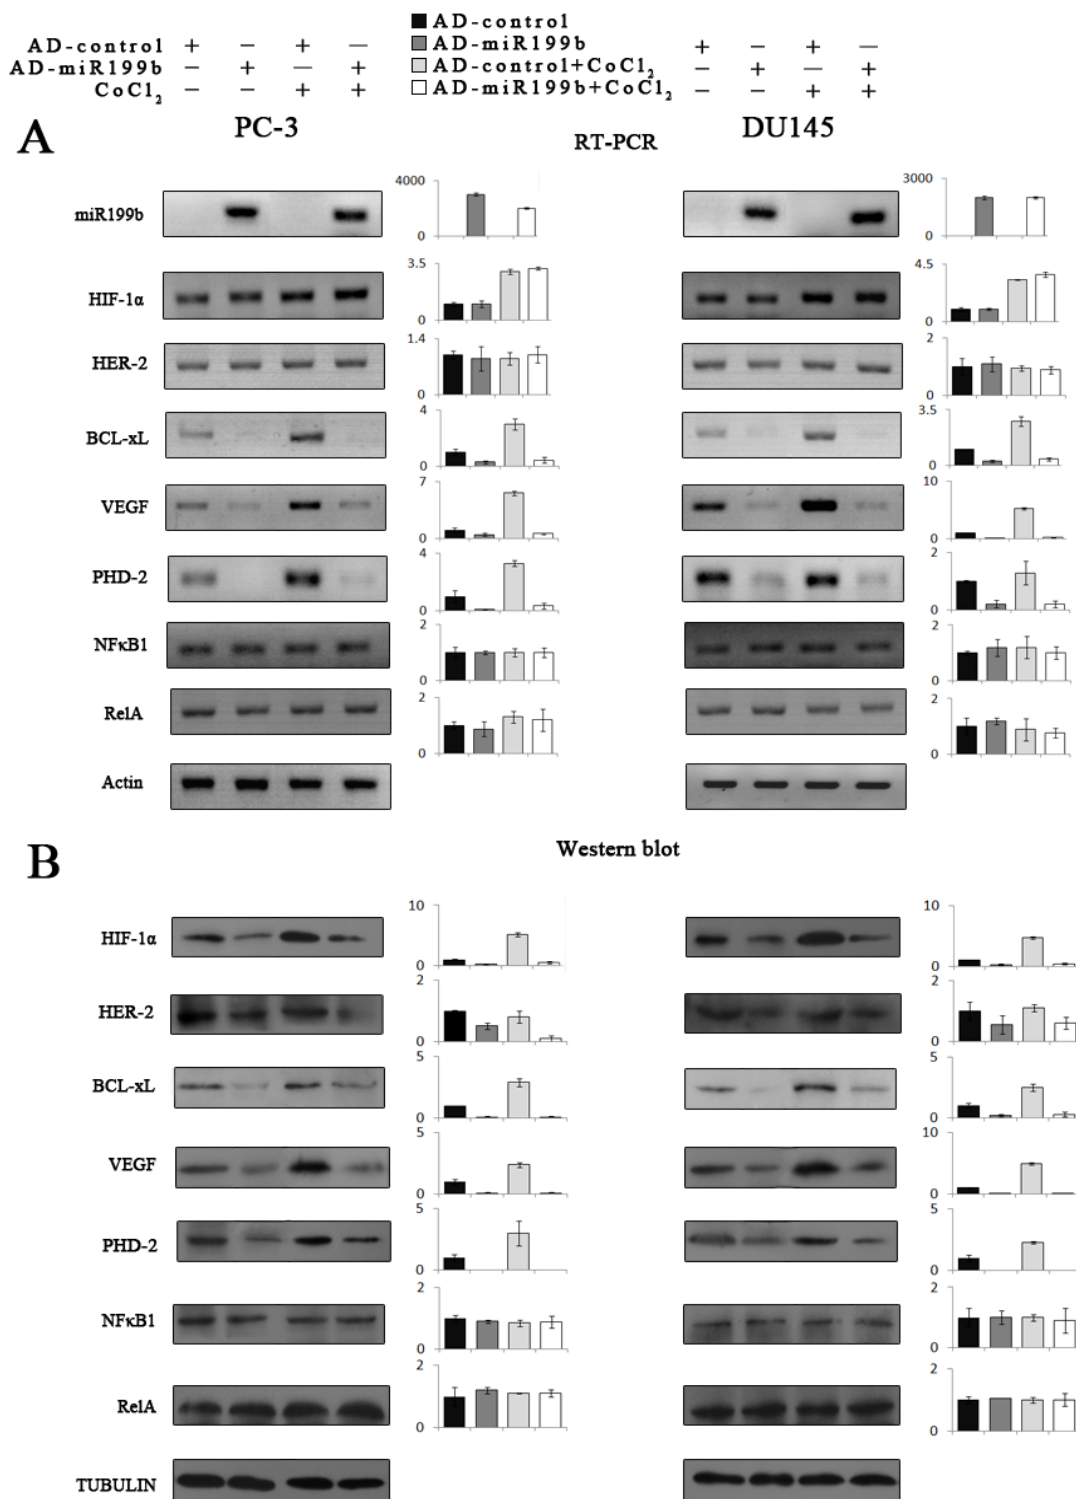 AD-control + − + −
AD-miR199b − + − +
CoCl2 − − + +
AD-control
AD-miR199b
AD-control+CoCl2
AD-miR199b+CoCl2
+ − + −
− + − +
− − + +
A
PC-3
RT-PCR
DU145
miR199b
4000
0
3000
0
HIF-1α
3.5
0
4.5
0
HER-2
1.4
0
2
0
BCL-xL
4
0
3.5
0
VEGF
7
0
10
0
PHD-2
4
0
2
0
NFκB1
2
0
2
0
RelA
2
0
2
0
Actin
B
Western blot
HIF-1α
10
0
10
0
HER-2
2
0
2
0
BCL-xL
5
0
5
0
VEGF
5
0
10
0
PHD-2
5
0
5
0
NFκB1
2
0
2
0
RelA
2
0
2
0
TUBULIN